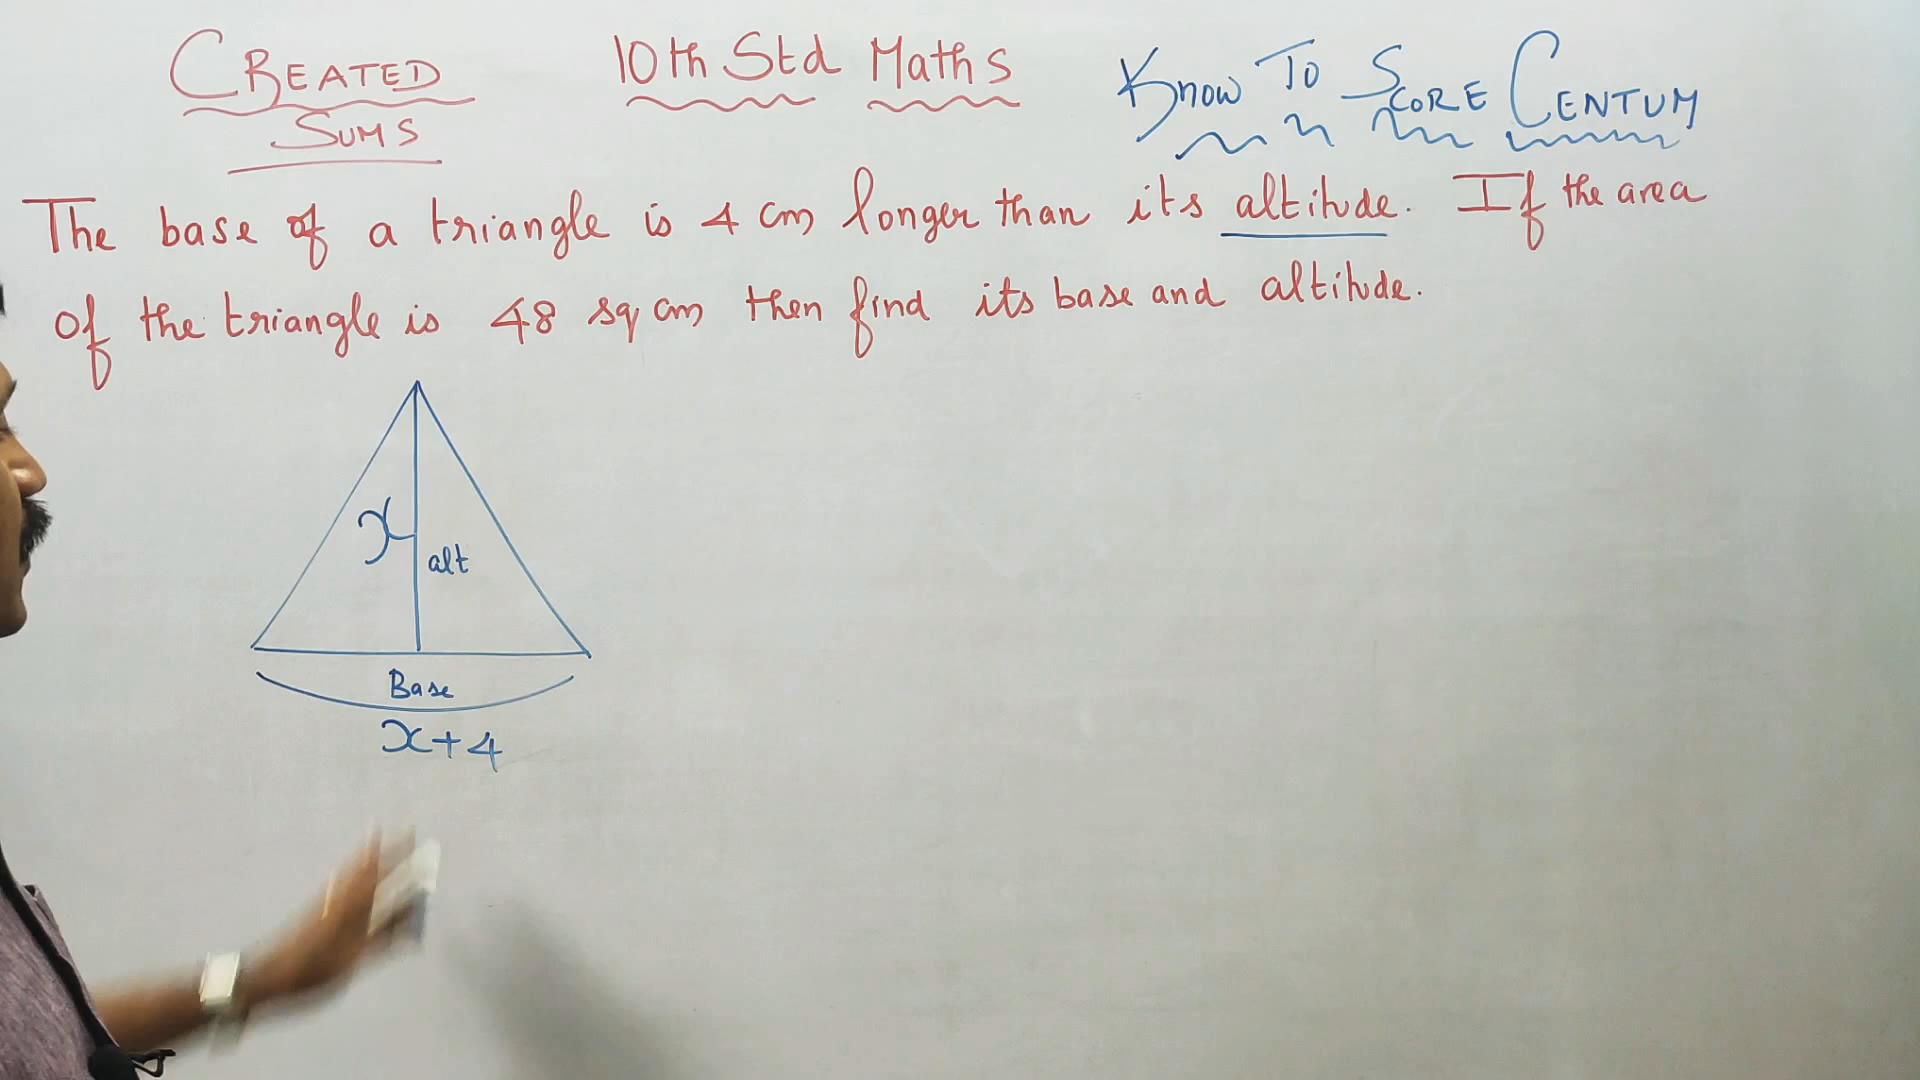 CREATED
SUMS
10th Std Maths
Know To SCORE CENTUM
The base of a triangle is 4 cm longer than its altitude. If the area
of the triangle is 48 sq cm then find its base and altitude.
x
alt
Base
x+4